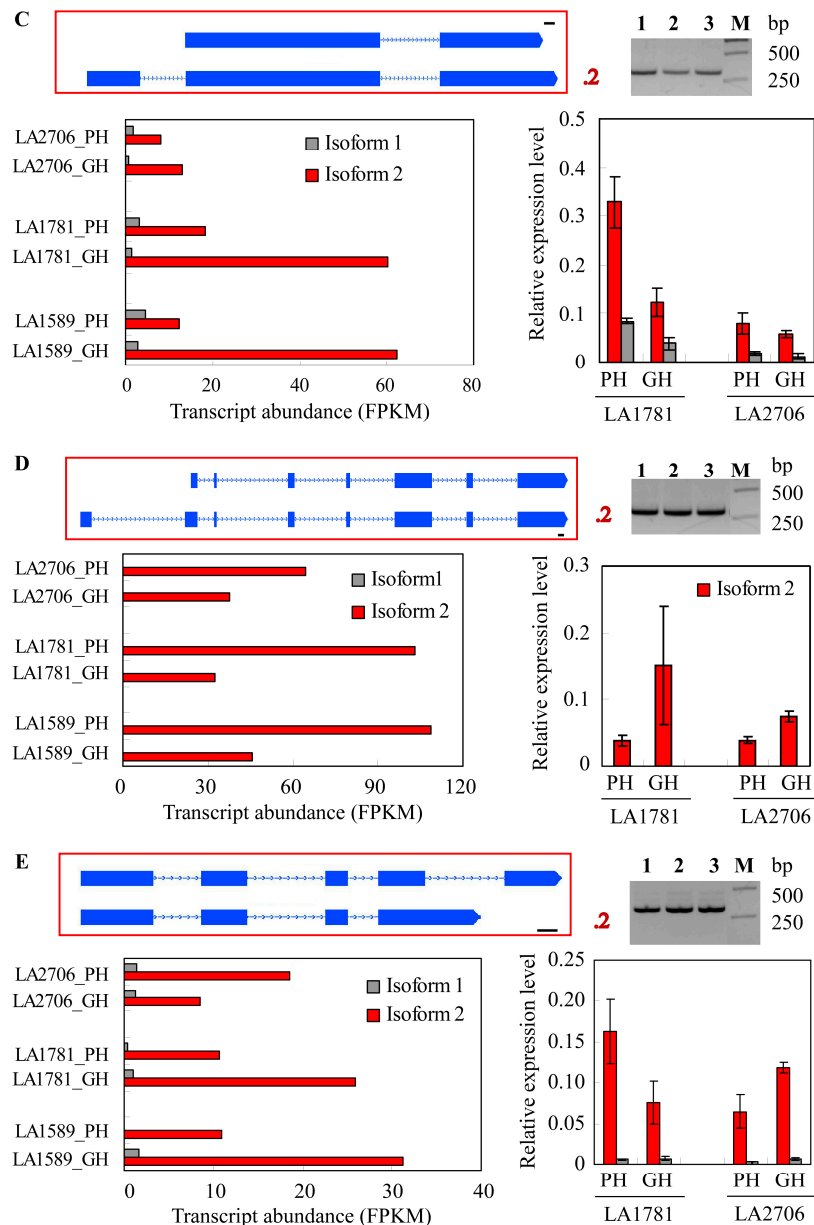 C
1 2 3 M bp
500
250
.2
LA2706_PH
LA2706_GH
LA1781_PH
LA1781_GH
LA1589_PH
LA1589_GH
Isoform 1
Isoform 2
0 20 40 60 80
Transcript abundance (FPKM)
Relative expression level
0.5
0.4
0.3
0.2
0.1
0
PH GH PH GH
LA1781 LA2706
D
1 2 3 M bp
500
250
.2
LA2706_PH
LA2706_GH
LA1781_PH
LA1781_GH
LA1589_PH
LA1589_GH
Isoform1
Isoform 2
0 30 60 90 120
Transcript abundance (FPKM)
Relative expression level
0.3
0.2
0.1
0
Isoform 2
PH GH PH GH
LA1781 LA2706
E
1 2 3 M bp
500
250
.2
LA2706_PH
LA2706_GH
LA1781_PH
LA1781_GH
LA1589_PH
LA1589_GH
Isoform 1
Isoform 2
0 10 20 30 40
Transcript abundance (FPKM)
Relative expression level
0.25
0.20
0.15
0.10
0.05
0
PH GH PH GH
LA1781 LA2706